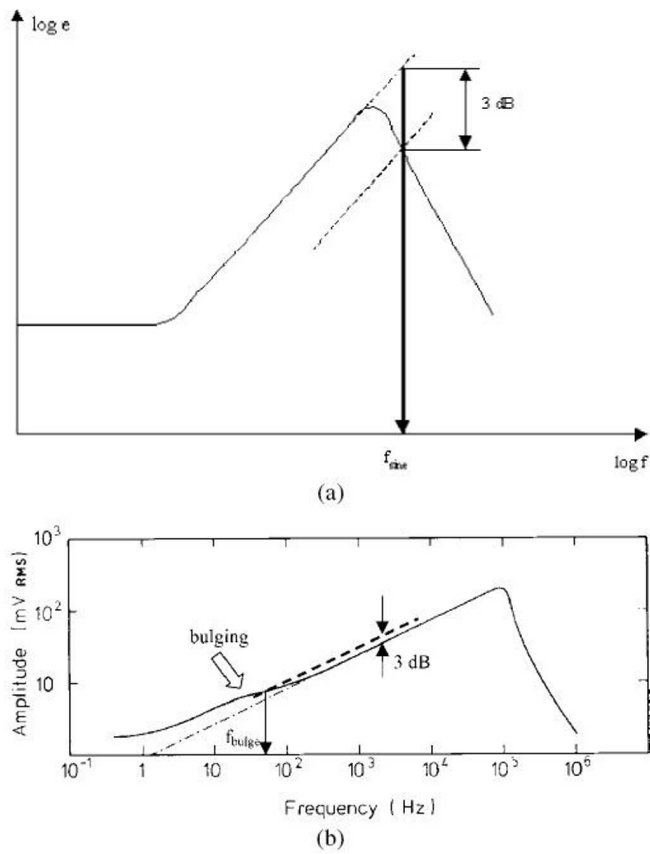 log e
3 dB
f_sine
log f
(a)
10³
10²
10
Amplitude (mV RMS)
bulging
3 dB
f_bulge
10⁻¹ 1 10 10² 10³ 10⁴ 10⁵ 10⁶
Frequency (Hz)
(b)